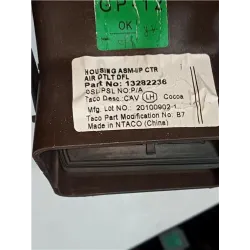 OK
HOUSING ASM-I/P CTR
AIR OTLT DFL
Part No: 13282236
PSI/PSL NO:P/A
Taco Desc: CAV LH Cocoa
Mfg. Lot NO.: 20100902-1
Taco Part Modification No: B7
Made in NTACO (China)